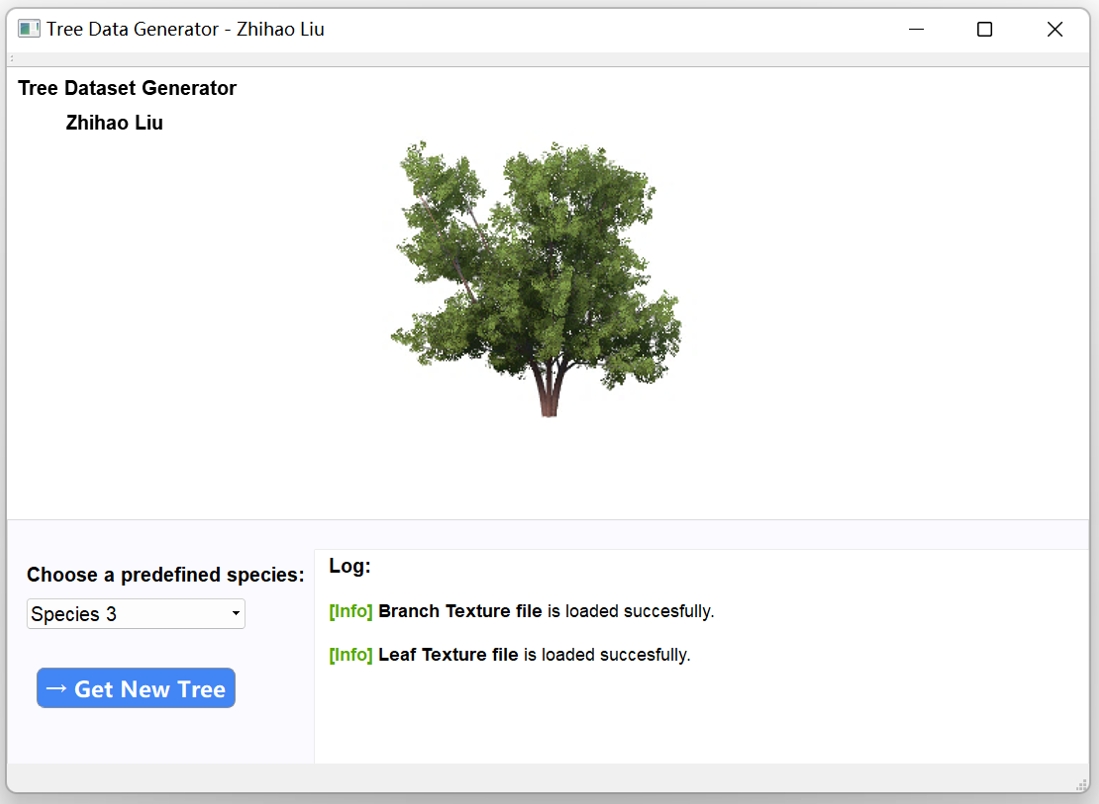 Tree Data Generator - Zhihao Liu
Tree Dataset Generator
Zhihao Liu
Choose a predefined species:
Species 3
→ Get New Tree
Log:
[Info] Branch Texture file is loaded succesfully.
[Info] Leaf Texture file is loaded succesfully.